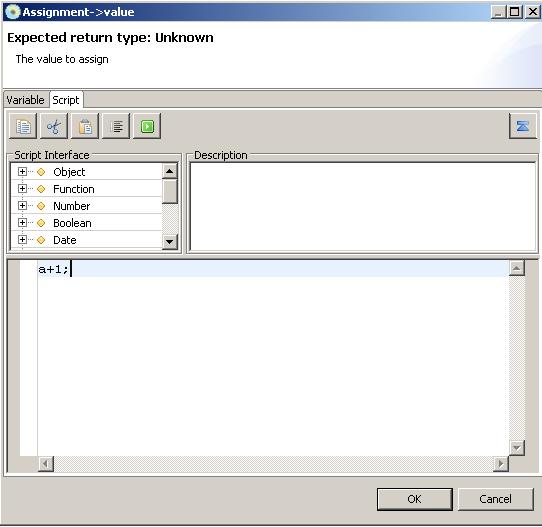 Assignment->value
Expected return type: Unknown
The value to assign
Variable Script
Script Interface
Description
Object
Function
Number
Boolean
Date
a+1;
OK Cancel